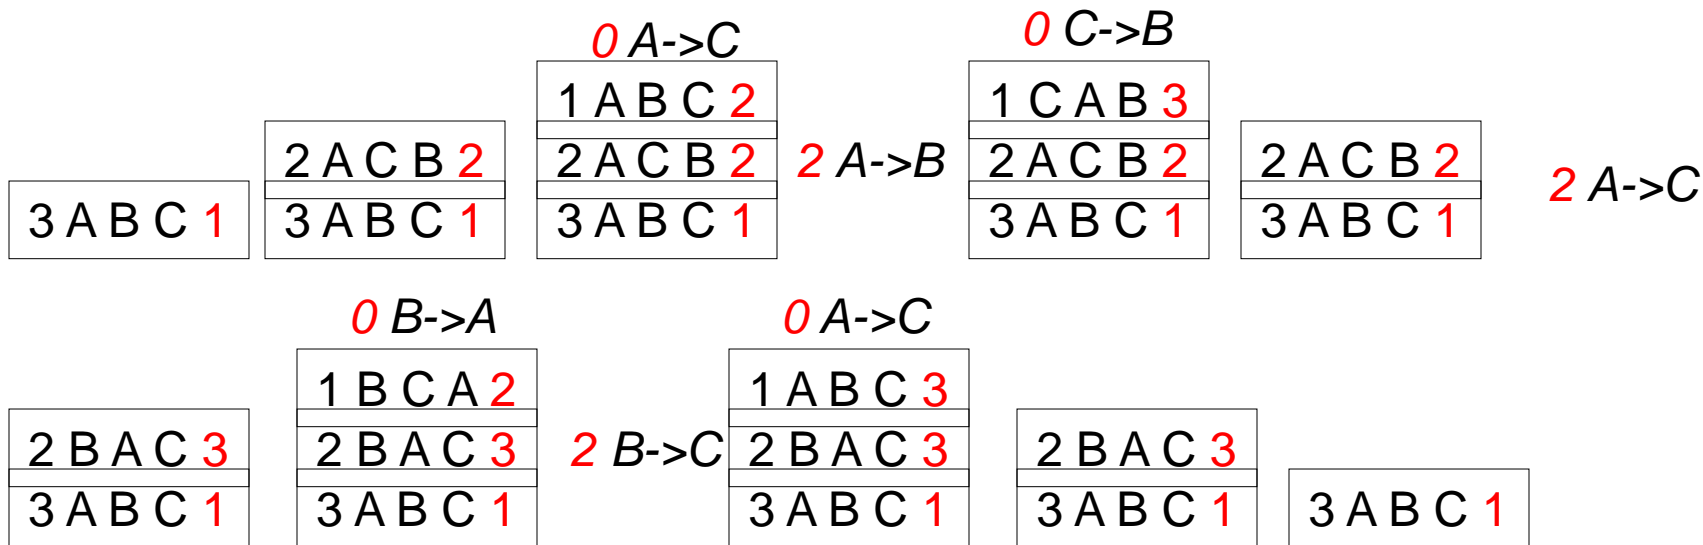 0 A->C
0 C->B
1 A B C 2
1 C A B 3
2 A C B 2
2 A C B 2
2 A->B
2 A C B 2
2 A C B 2
2 A->C
3 A B C 1
3 A B C 1
3 A B C 1
3 A B C 1
3 A B C 1
0 B->A
0 A->C
1 B C A 2
1 A B C 3
2 B A C 3
2 B A C 3
2 B->C
2 B A C 3
2 B A C 3
3 A B C 1
3 A B C 1
3 A B C 1
3 A B C 1
3 A B C 1